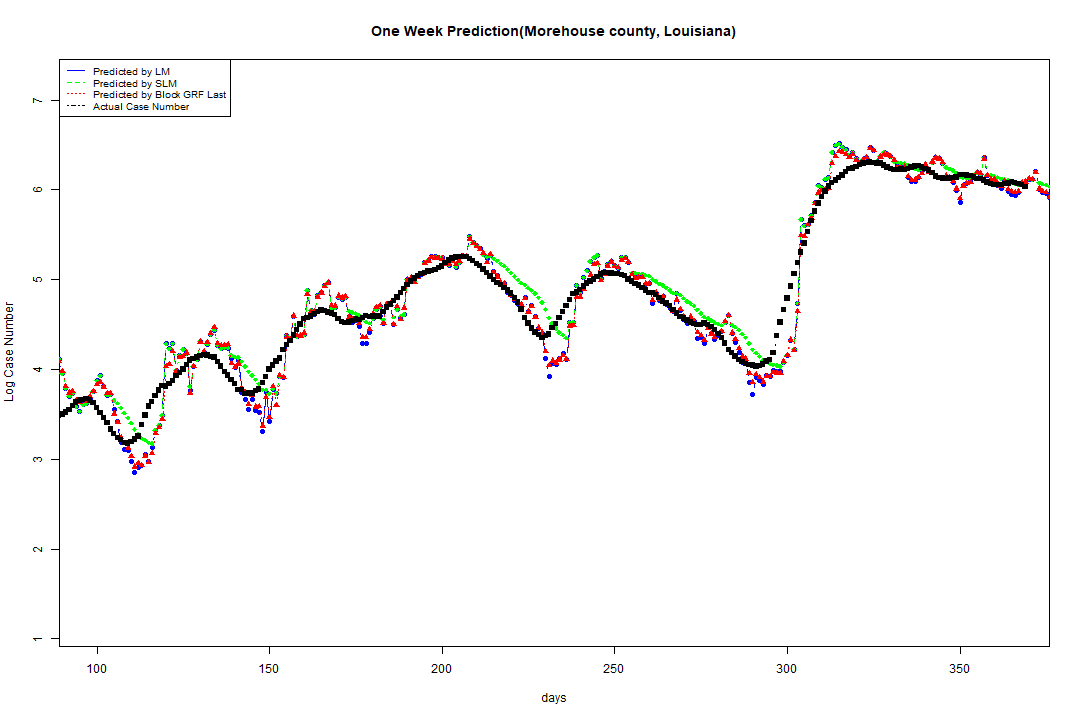 One Week Prediction(Morehouse county, Louisiana)
Predicted by LM
Predicted by SLM
Predicted by Block GRF Last
Actual Case Number
7
6
5
4
3
2
1
Log Case Number
100 150 200 250 300 350
days